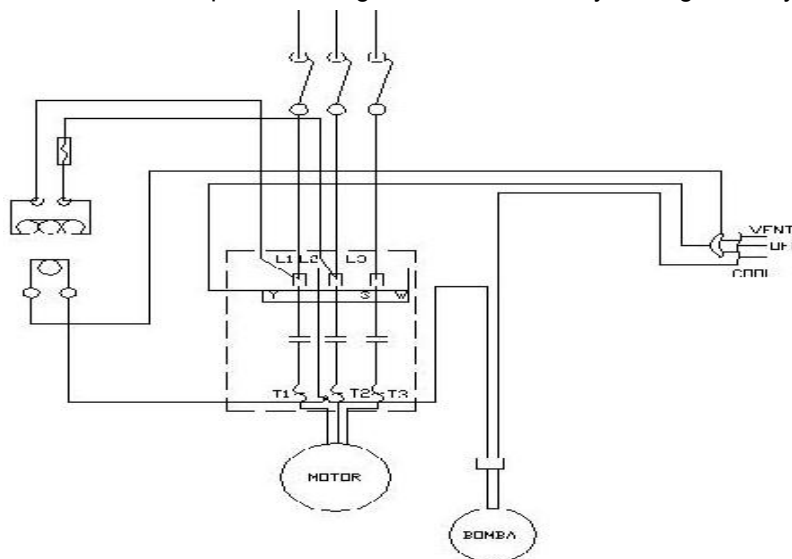 VENT
OFF
COOL
L1 L2 L3
Y S W
T1 T2 T3
MOTOR
BOMBA